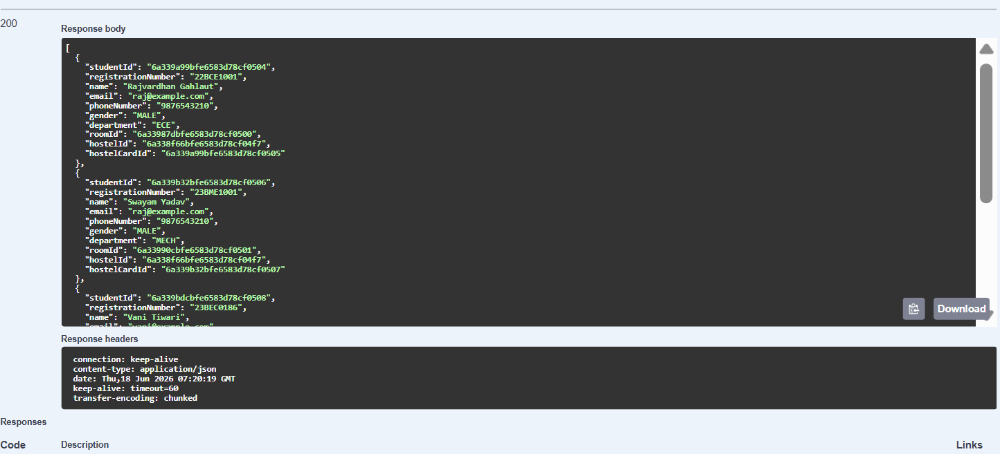 200
Response body
[
  {
    "studentId": "6a339a99bfe6583d78cf0504",
    "registrationNumber": "22BCE1001",
    "name": "Rajvardhan Gahlaut",
    "email": "raj@example.com",
    "phoneNumber": "9876543210",
    "gender": "MALE",
    "department": "ECE",
    "roomId": "6a33987dbfe6583d78cf0500",
    "hostelId": "6a338f66bfe6583d78cf04f7",
    "hostelCardId": "6a339a99bfe6583d78cf0505"
  },
  {
    "studentId": "6a339b32bfe6583d78cf0506",
    "registrationNumber": "23BME1001",
    "name": "Swayam Yadav",
    "email": "raj@example.com",
    "phoneNumber": "9876543210",
    "gender": "MALE",
    "department": "MECH",
    "roomId": "6a33990cbfe6583d78cf0501",
    "hostelId": "6a338f66bfe6583d78cf04f7",
    "hostelCardId": "6a339b32bfe6583d78cf0507"
  },
  {
    "studentId": "6a339bdcbfe6583d78cf0508",
    "registrationNumber": "23BEC0186",
    "name": "Vani Tiwari",
    "email": "vani@example.com"
Download
Response headers
connection: keep-alive
content-type: application/json
date: Thu,18 Jun 2026 07:20:19 GMT
keep-alive: timeout=60
transfer-encoding: chunked
Responses
Code Description Links